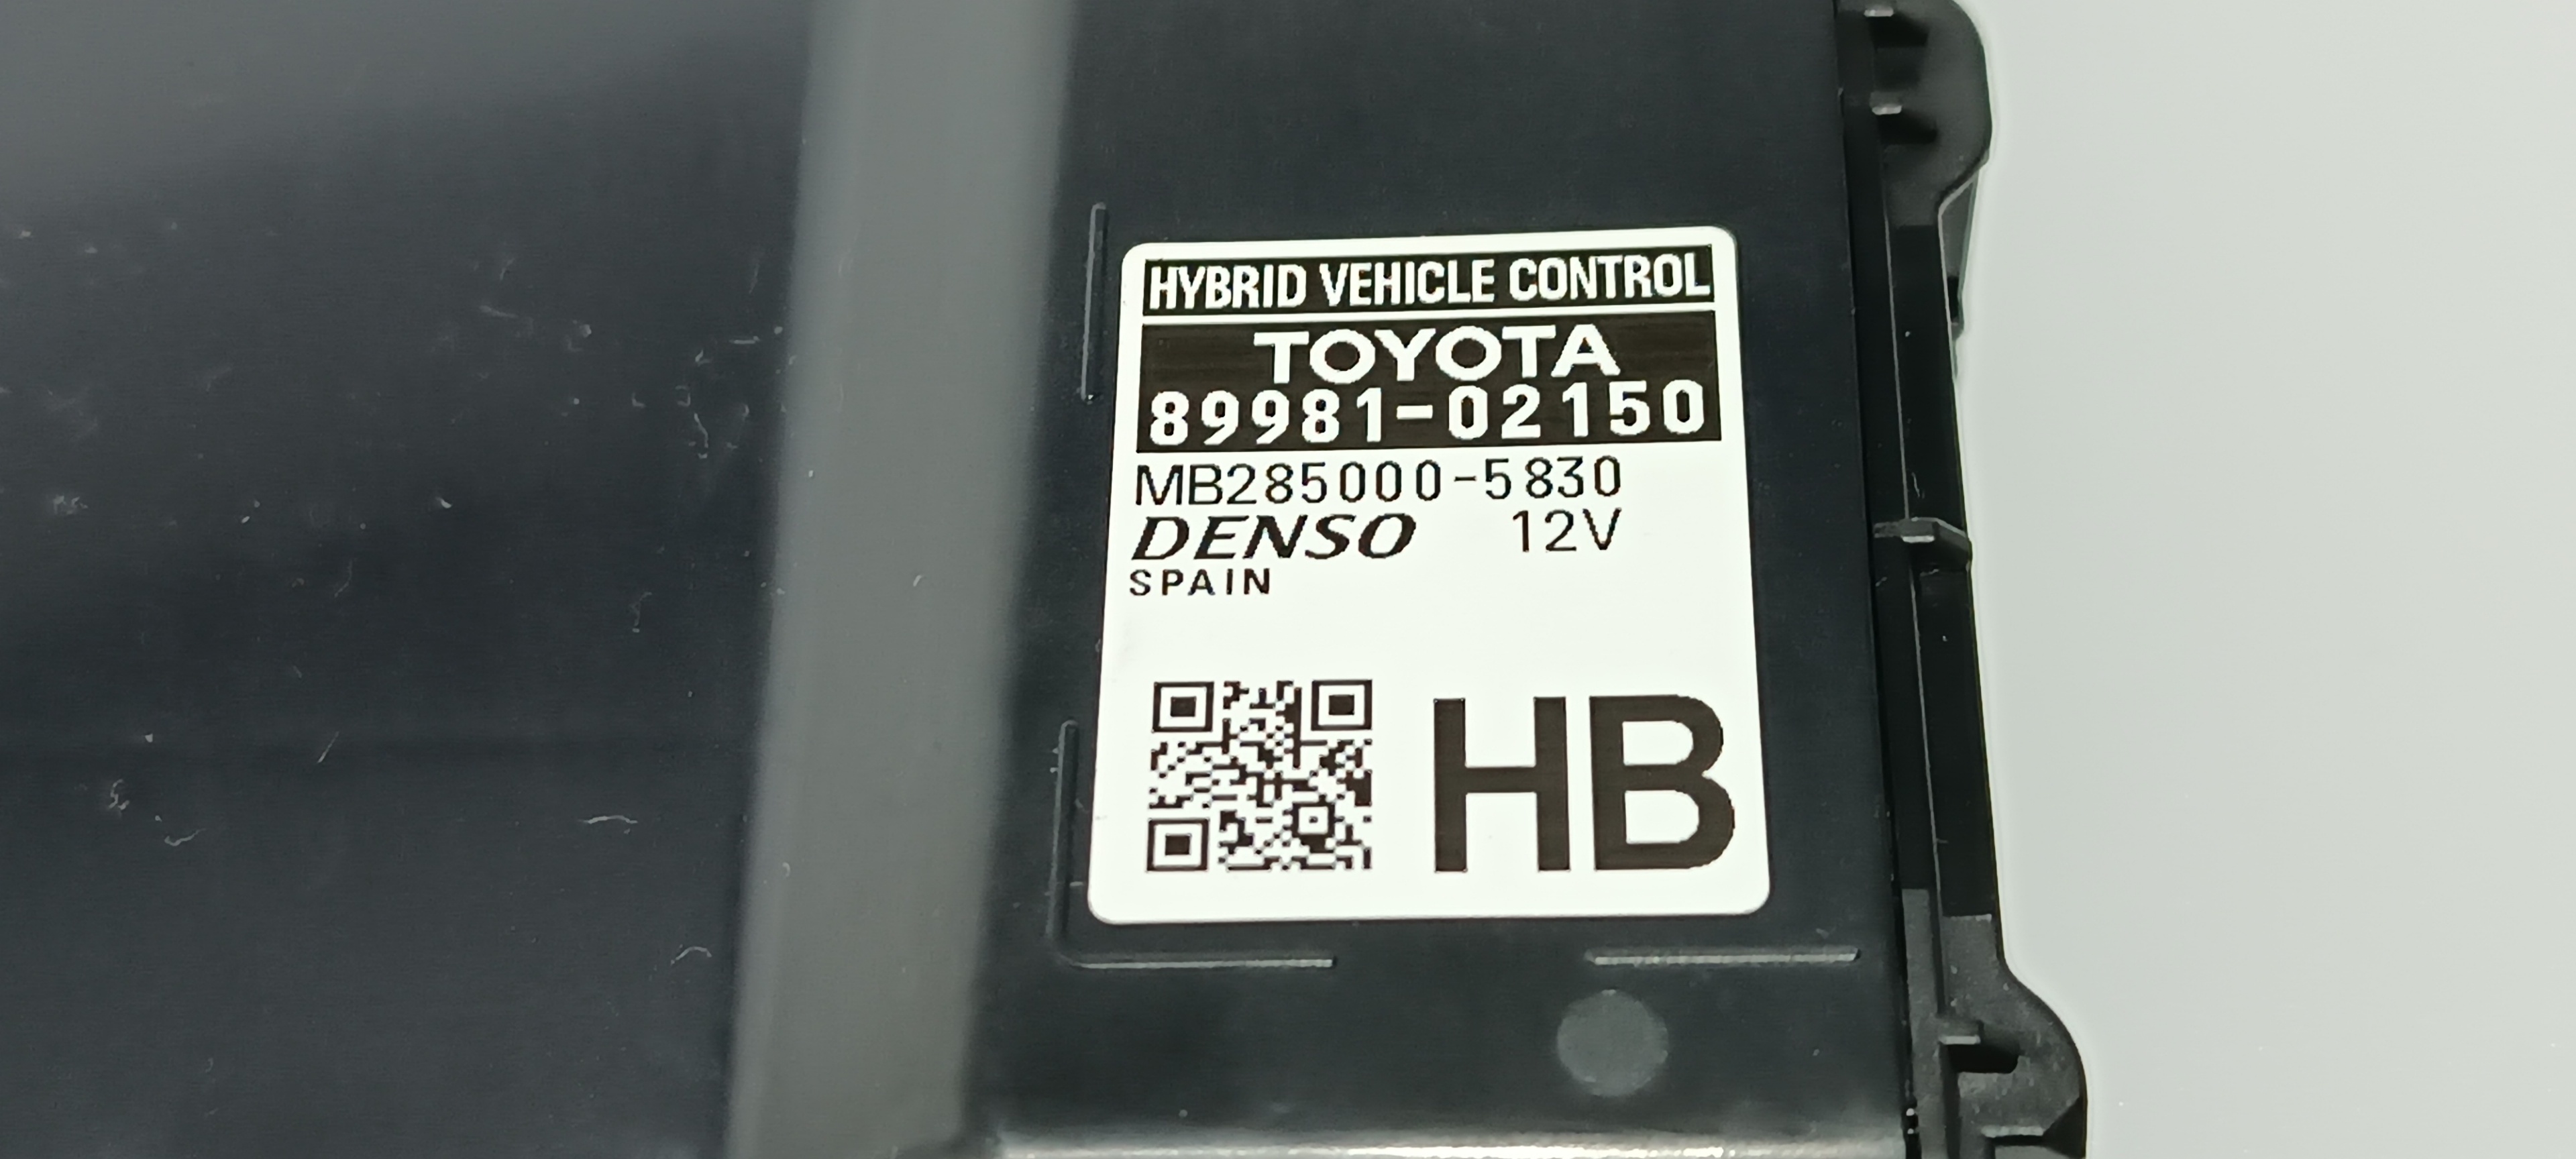 HYBRID VEHICLE CONTROL
TOYOTA
89981-02150
MB285000-5830
DENSO 12V
SPAIN
HB